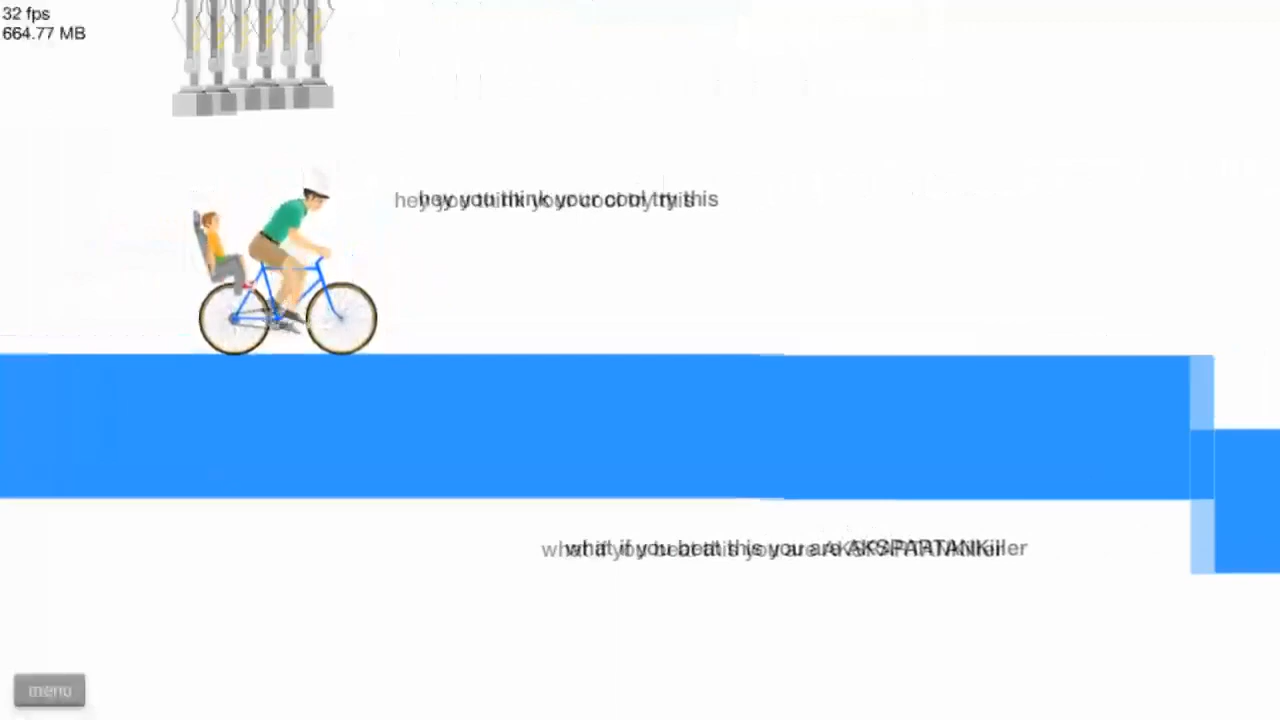 32 fps
664.77 MB
hey you think your cool try this
what if you beat this you are AKSPARTANKiller
menu